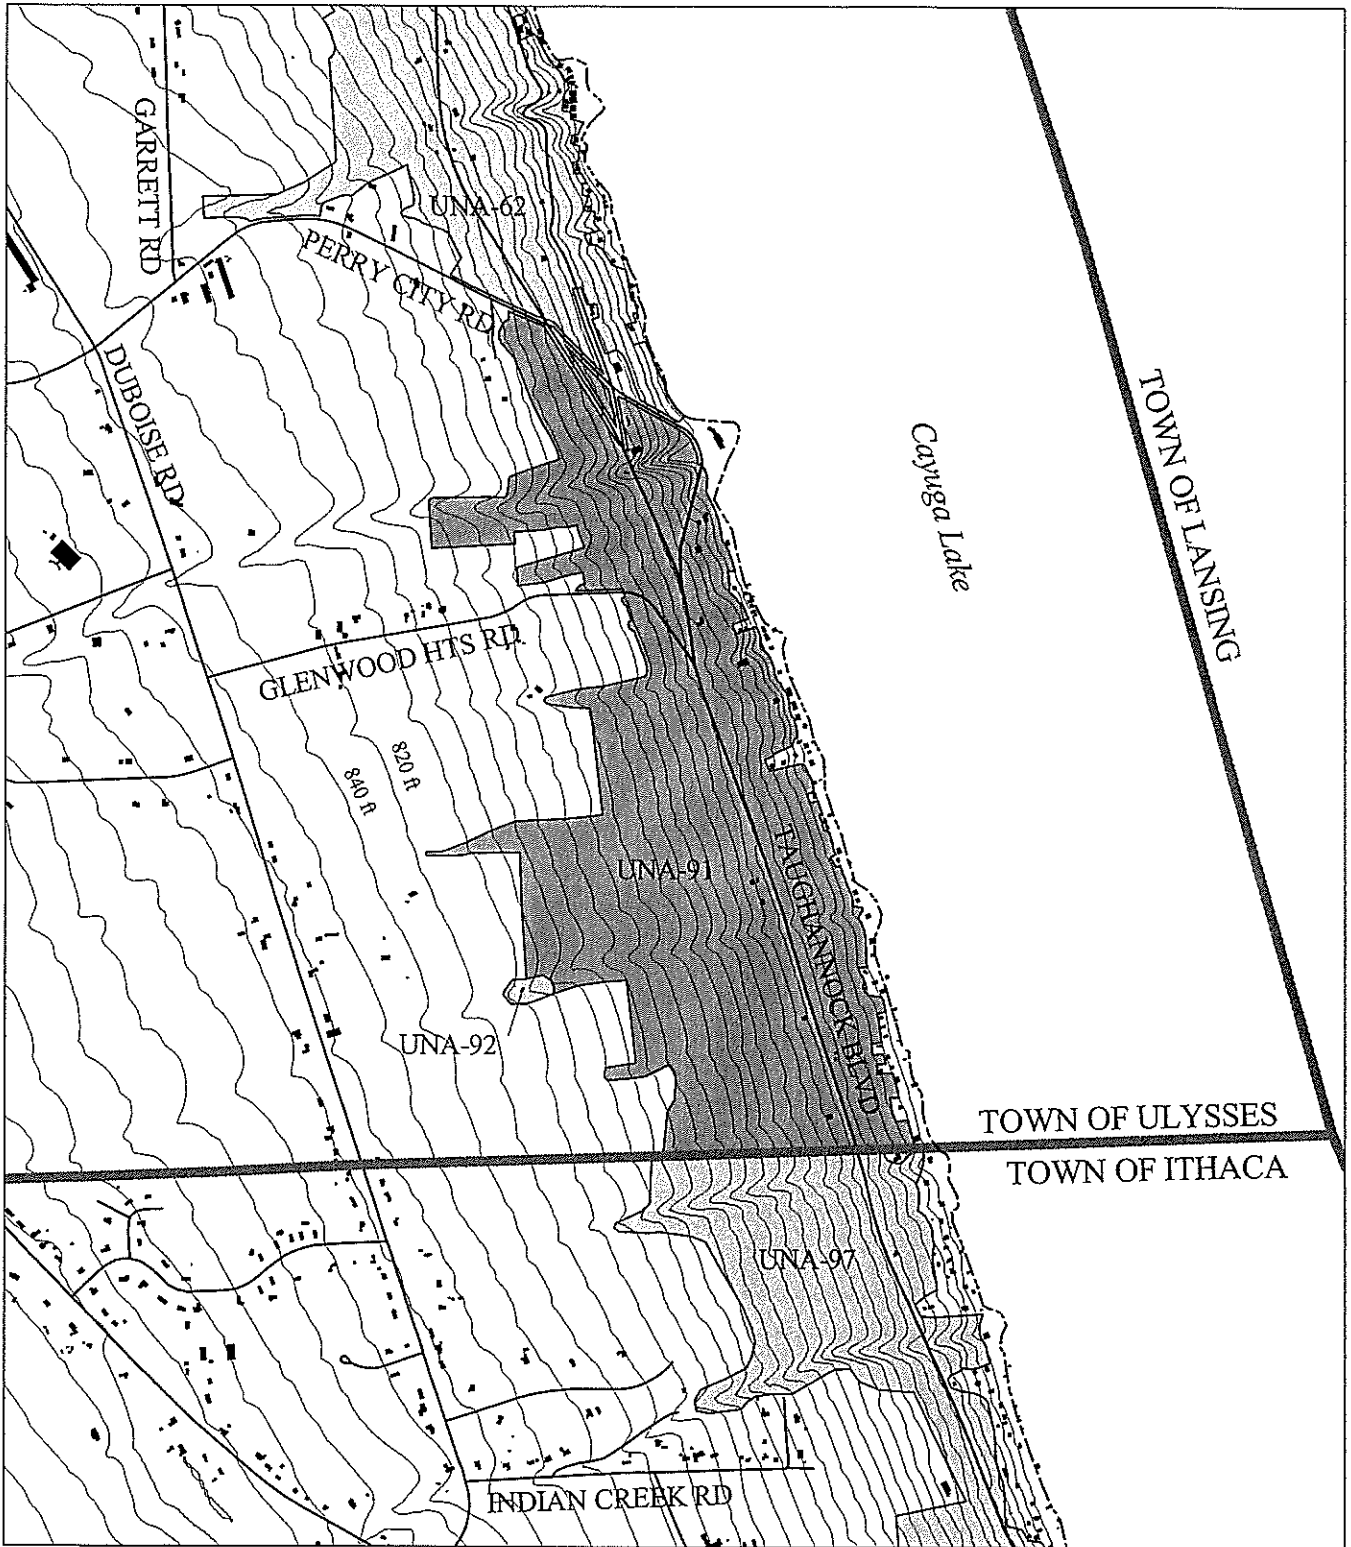 GARRETT RD
UNA-62
PERRY CITY RD
DUBOISE RD
TOWN OF LANSING
Cayuga Lake
GLENWOOD HTS RD.
820 ft
840 ft
UNA-91
TAUGHANNOCK BLVD
UNA-92
TOWN OF ULYSSES
TOWN OF ITHACA
UNA-97
INDIAN CREEK RD